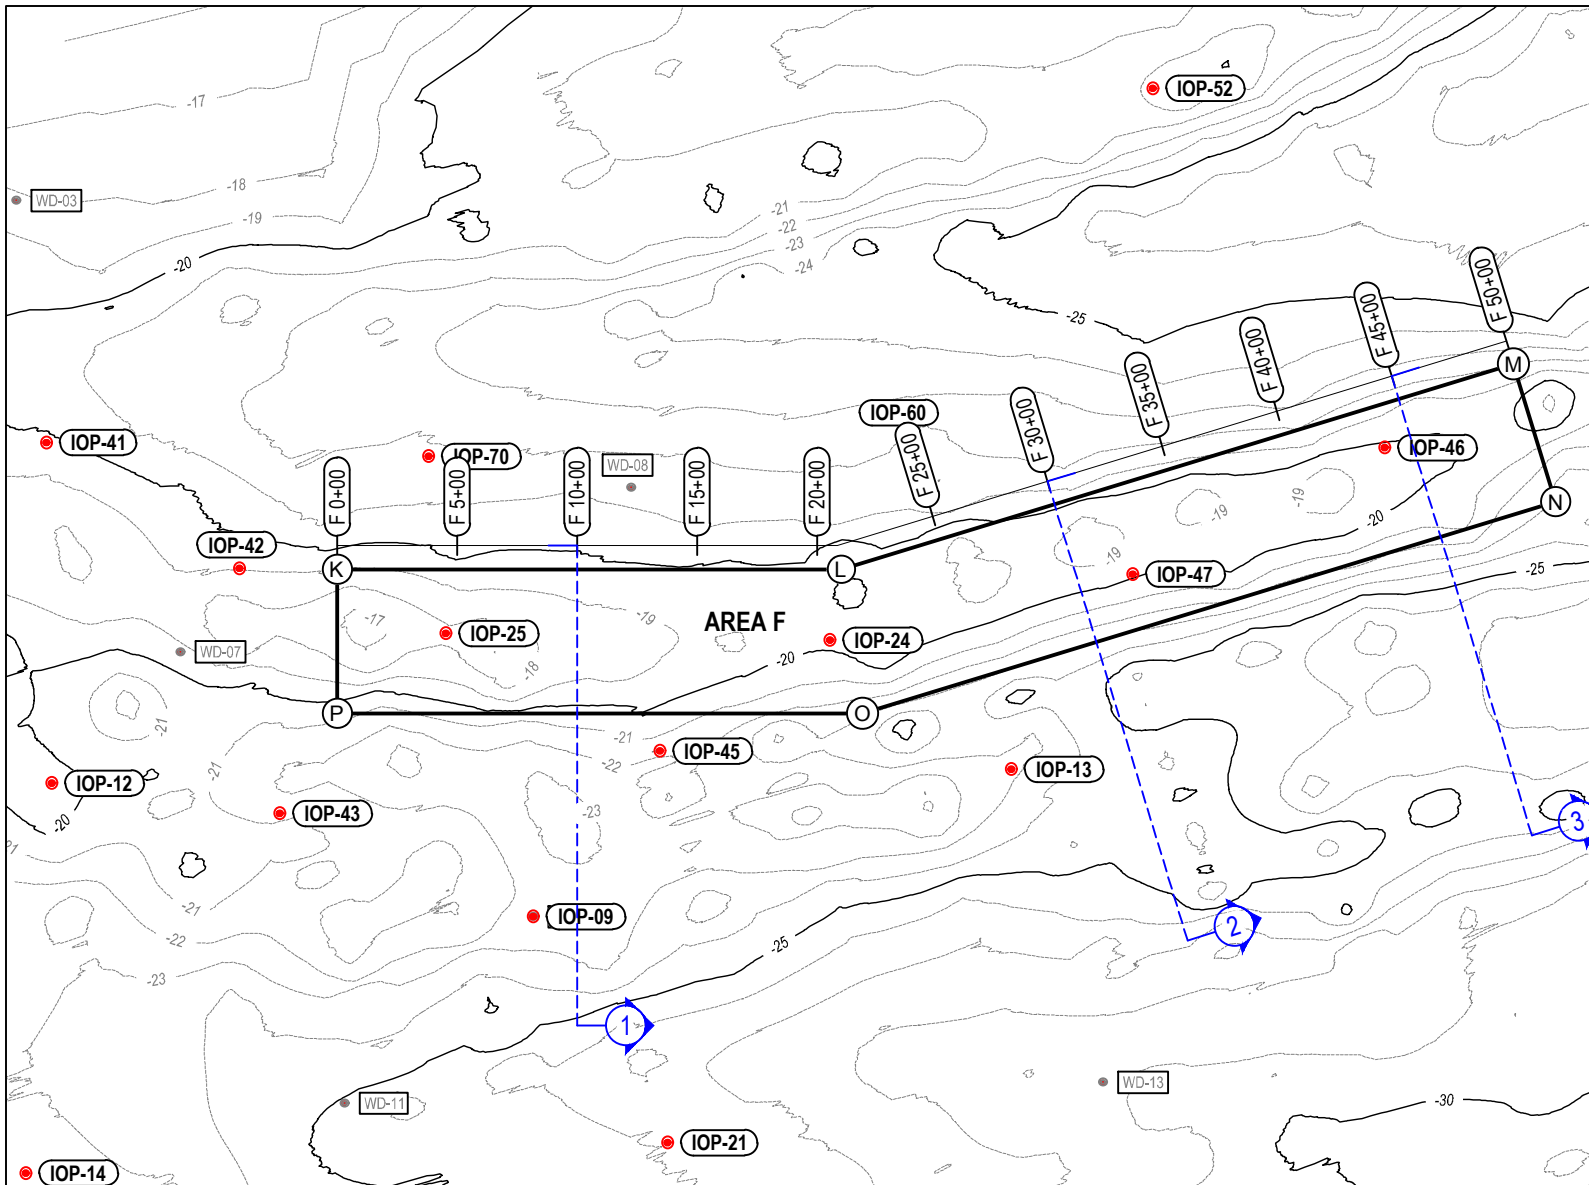 8
IOP-52
-17
-18
WD-03
-19
-21
-22
-23
-24
-20
-25
F 50+00
F 45+00
F 40+00
F 35+00
F 30+00
M
IOP-60
IOP-41
IOP-70
WD-08
F 25+00
IOP-46
F 0+00
F 5+00
F 10+00
F 15+00
F 20+00
-19
-19
N
-20
IOP-42
-19
K
L
IOP-47
-25
-17
-19
AREA F
IOP-25
IOP-24
WD-07
-18
-20
P
O
-21
-21
-22
IOP-45
IOP-13
-21
IOP-12
IOP-43
-23
-20
3
21
-21
IOP-09
2
-22
-25
-23
1
WD-13
WD-11
-30
IOP-21
IOP-14